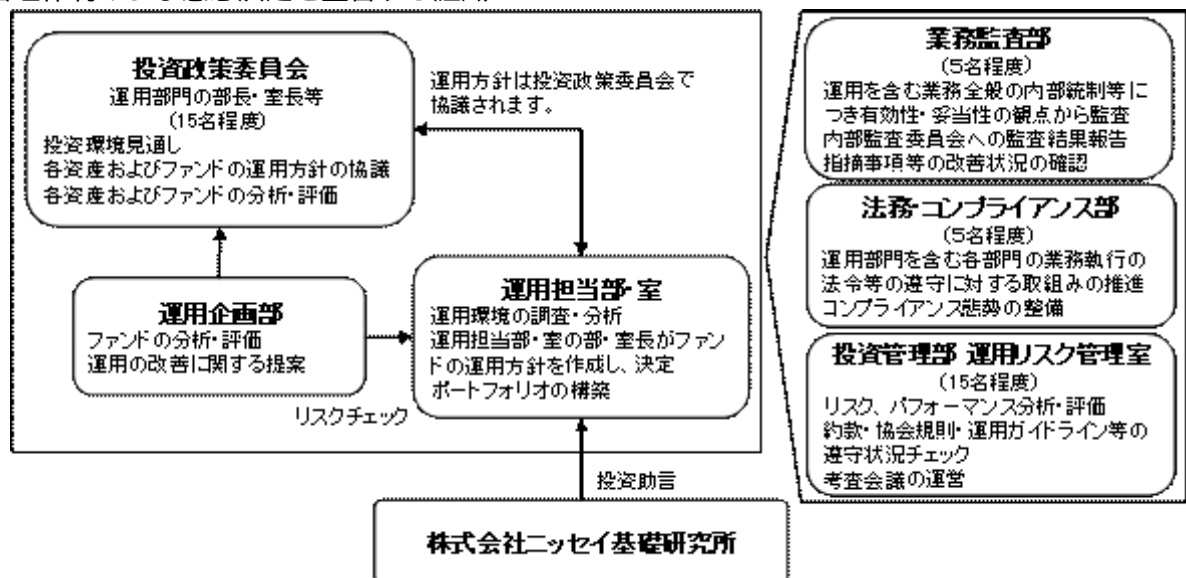 投資政策委員会
運用部門の部長・室長等
(15名程度)
投資環境見通し
各資産およびファンドの運用方針の協議
各資産およびファンドの分析・評価
運用方針は投資政策委員会で
協議されます。
運用企画部
ファンドの分析・評価
運用の改善に関する提案
運用担当部・室
運用環境の調査・分析
運用担当部・室の部・室長がファン
ドの運用方針を作成し、決定
ポートフォリオの構築
リスクチェック
投資助言
株式会社ニッセイ基礎研究所
業務監査部
(5名程度)
運用を含む業務全般の内部統制等に
つき有効性・妥当性の観点から監査
内部監査委員会への監査結果報告
指摘事項等の改善状況の確認
法務・コンプライアンス部
(5名程度)
運用部門を含む各部門の業務執行の
法令等の遵守に対する取組みの推進
コンプライアンス態勢の整備
投資管理部 運用リスク管理室
(15名程度)
リスク、パフォーマンス分析・評価
約款・協会規則・運用ガイドライン等の
遵守状況チェック
考査会議の運営